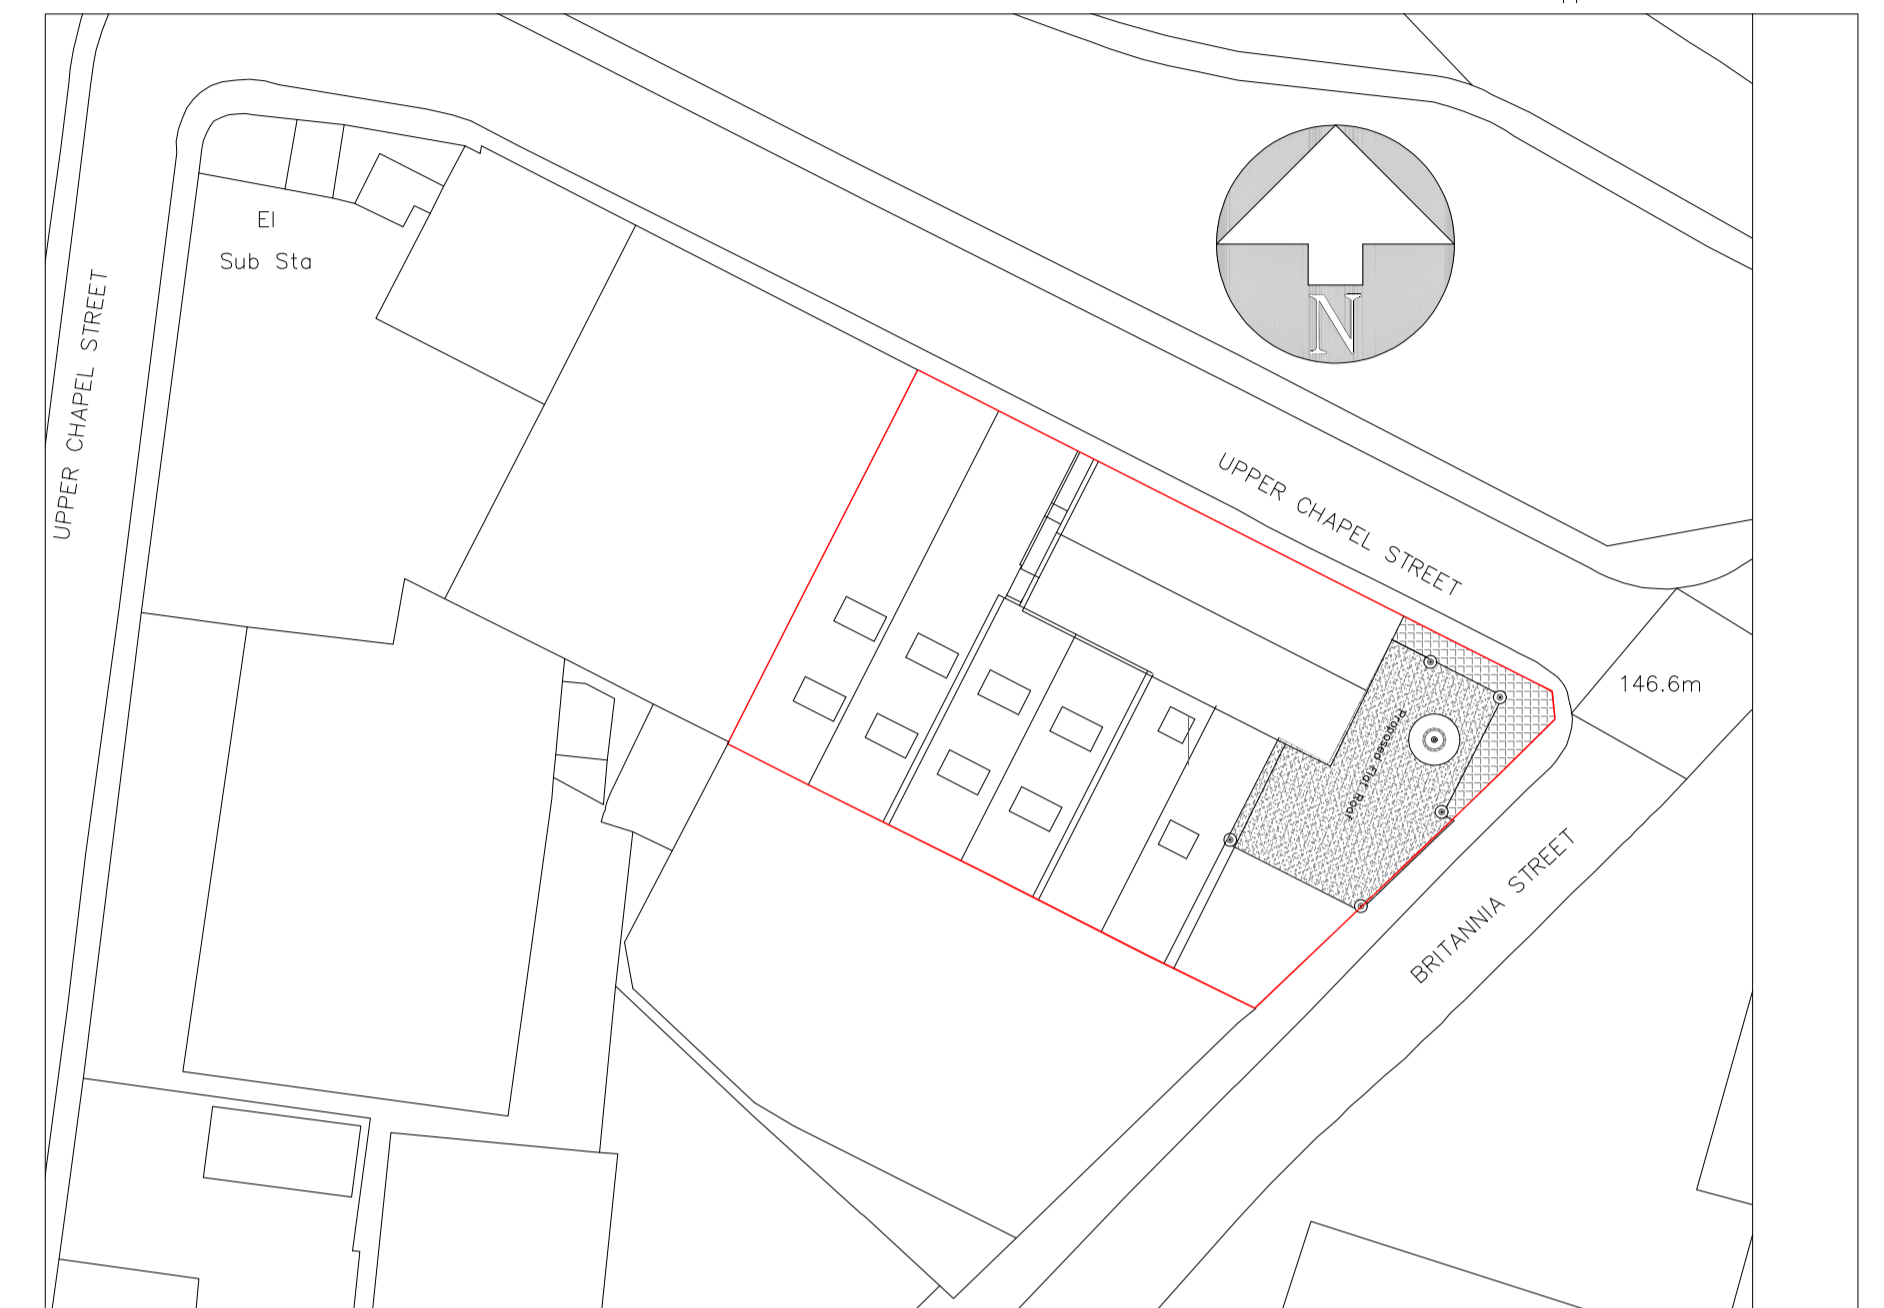 El
Sub Sta
UPPER CHAPEL STREET
N
UPPER CHAPEL STREET
146.6m
Proposed Flat Roof
BRITANNIA STREET